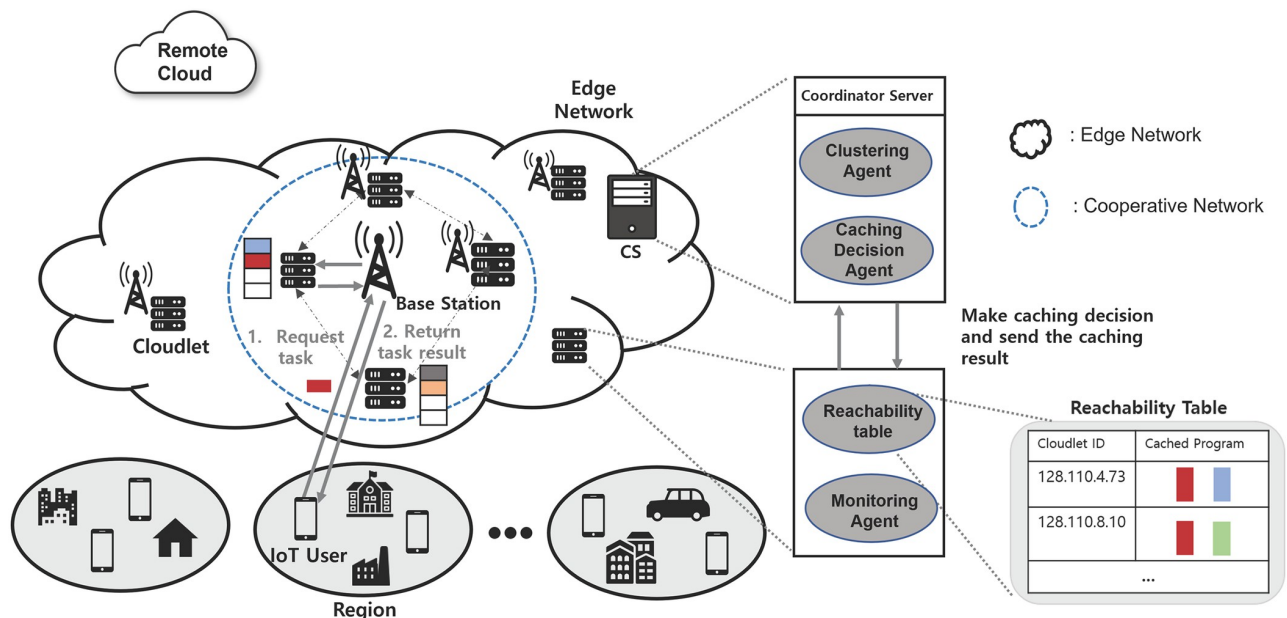 Remote
Cloud
Edge
Network
CS
Base Station
Cloudlet
1. Request
task
2. Return
task result
IoT User
Region
Coordinator Server
Clustering
Agent
Caching
Decision
Agent
Make caching decision
and send the caching
result
Reachability
table
Monitoring
Agent
: Edge Network
: Cooperative Network
Reachability Table
Cloudlet ID Cached Program
128.110.4.73
128.110.8.10
...